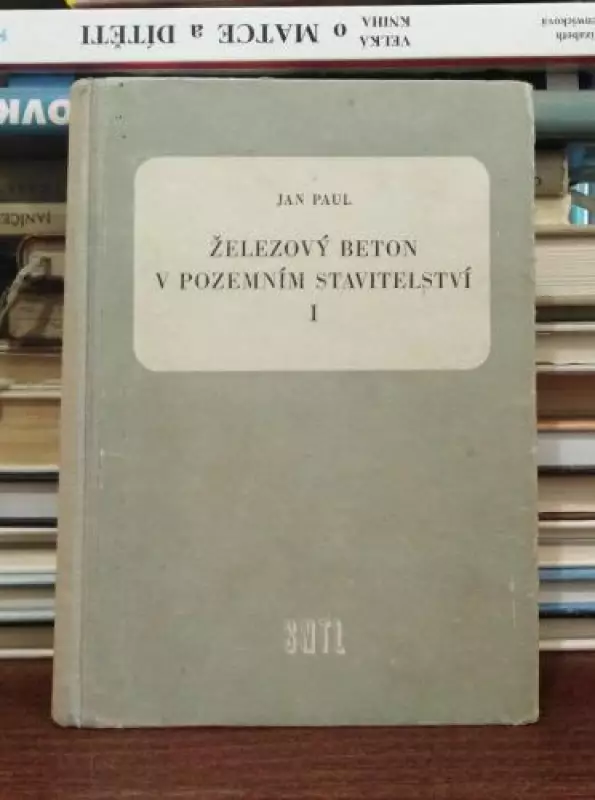 VELKÁ
KNIHA
o MATCE a DÍTĚTI
JAN PAUL
ŽELEZOVÝ BETON
V POZEMNÍM STAVITELSTVÍ
I
SNTL